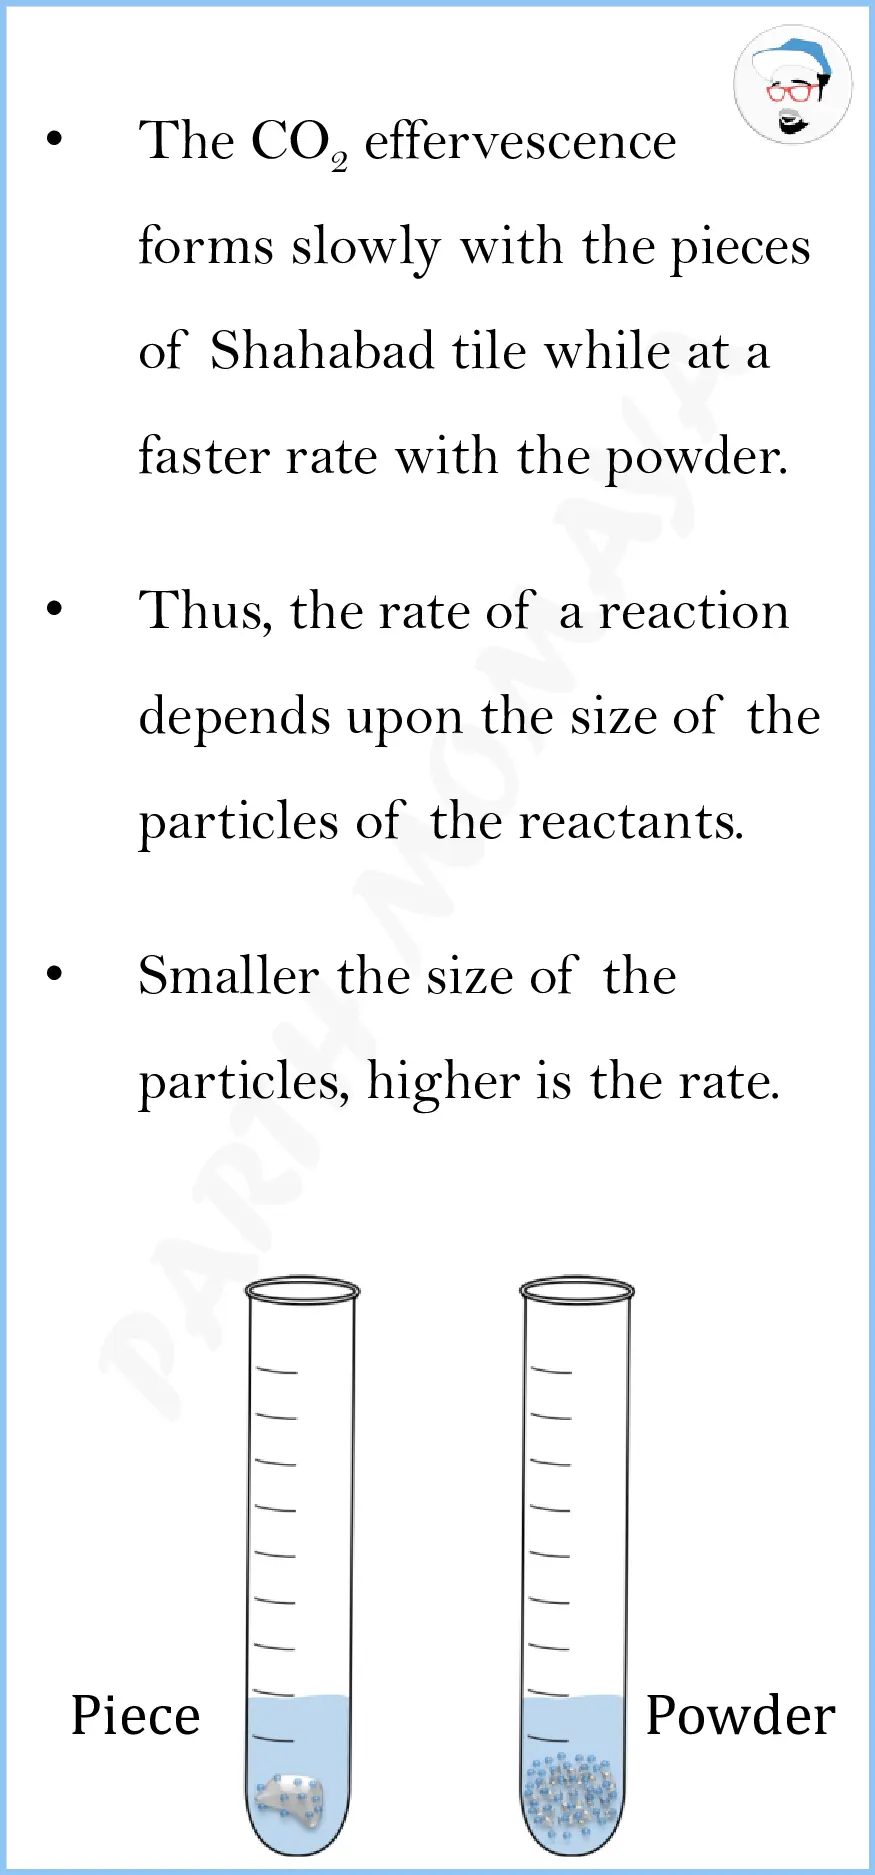 • The CO₂ effervescence
forms slowly with the pieces
of Shahabad tile while at a
faster rate with the powder.
• Thus, the rate of a reaction
depends upon the size of the
particles of the reactants.
• Smaller the size of the
particles, higher is the rate.
PARTH MOMAYA
Piece
Powder